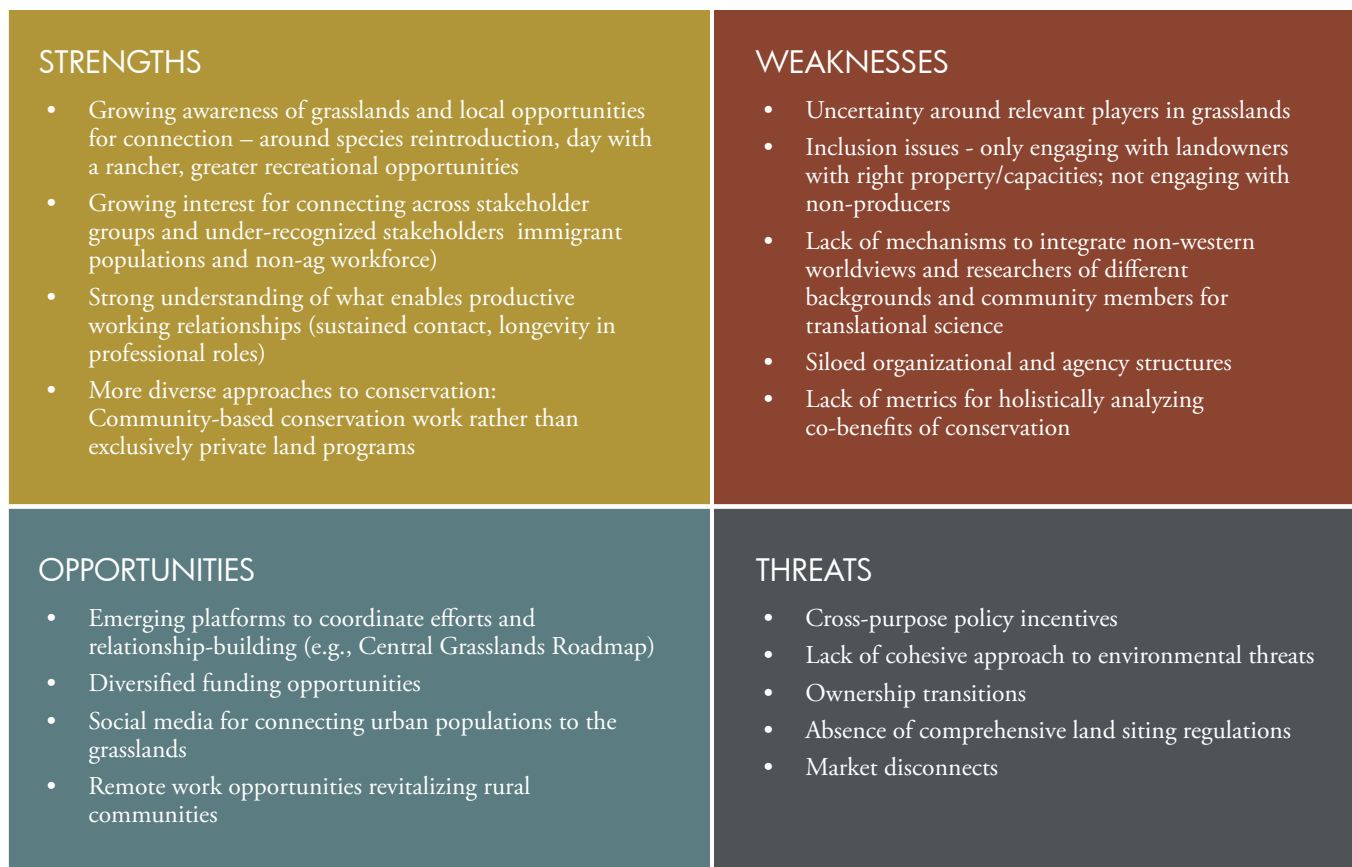 STRENGTHS
• Growing awareness of grasslands and local opportunities
for connection – around species reintroduction, day with
a rancher, greater recreational opportunities
• Growing interest for connecting across stakeholder
groups and under-recognized stakeholders  immigrant
populations and non-ag workforce)
• Strong understanding of what enables productive
working relationships (sustained contact, longevity in
professional roles)
• More diverse approaches to conservation:
Community-based conservation work rather than
exclusively private land programs
WEAKNESSES
• Uncertainty around relevant players in grasslands
• Inclusion issues - only engaging with landowners
with right property/capacities; not engaging with
non-producers
• Lack of mechanisms to integrate non-western
worldviews and researchers of different
backgrounds and community members for
translational science
• Siloed organizational and agency structures
• Lack of metrics for holistically analyzing
co-benefits of conservation
OPPORTUNITIES
• Emerging platforms to coordinate efforts and
relationship-building (e.g., Central Grasslands Roadmap)
• Diversified funding opportunities
• Social media for connecting urban populations to the
grasslands
• Remote work opportunities revitalizing rural
communities
THREATS
• Cross-purpose policy incentives
• Lack of cohesive approach to environmental threats
• Ownership transitions
• Absence of comprehensive land siting regulations
• Market disconnects